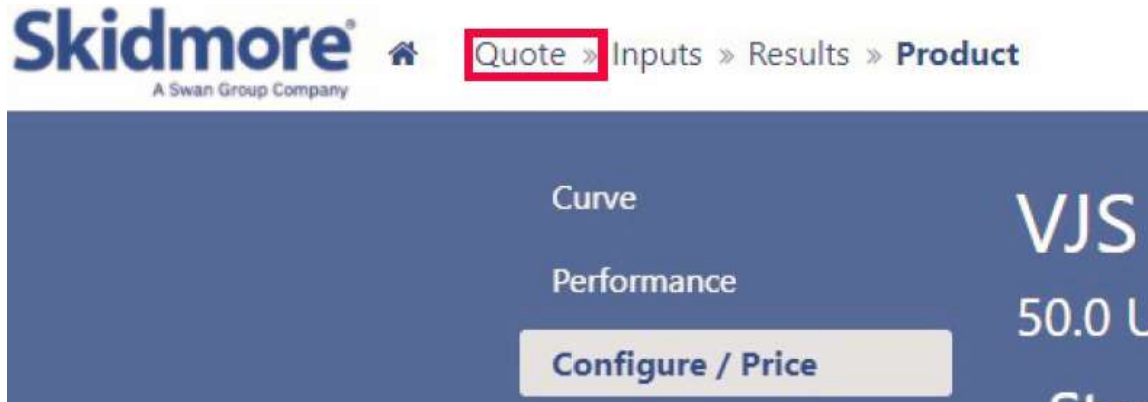 Skidmore®
A Swan Group Company
Quote » Inputs » Results » Product
Curve
Performance
Configure / Price
VJS
50.0